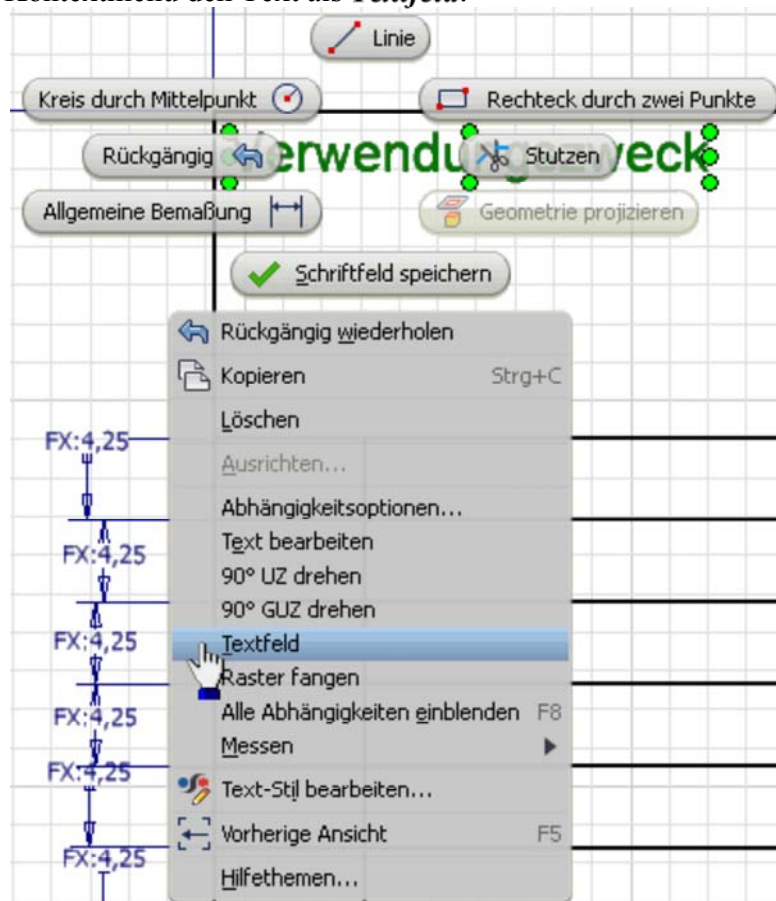 Kontextmenü den Text als Textfeld.
Linie
Kreis durch Mittelpunkt
Rechteck durch zwei Punkte
Rückgängig
Verwendungszweck
Stutzen
Allgemeine Bemaßung
Geometrie projizieren
Schriftfeld speichern
Rückgängig wiederholen
Kopieren Strg+C
Löschen
FX:4,25
Ausrichten...
Abhängigkeitsoptionen...
Text bearbeiten
FX:4,25
90° UZ drehen
90° GUZ drehen
FX:4,25
Textfeld
Raster fangen
FX:4,25
Alle Abhängigkeiten einblenden F8
Messen
FX:4,25
Text-Stil bearbeiten...
Vorherige Ansicht F5
FX:4,25
Hilfethemen...